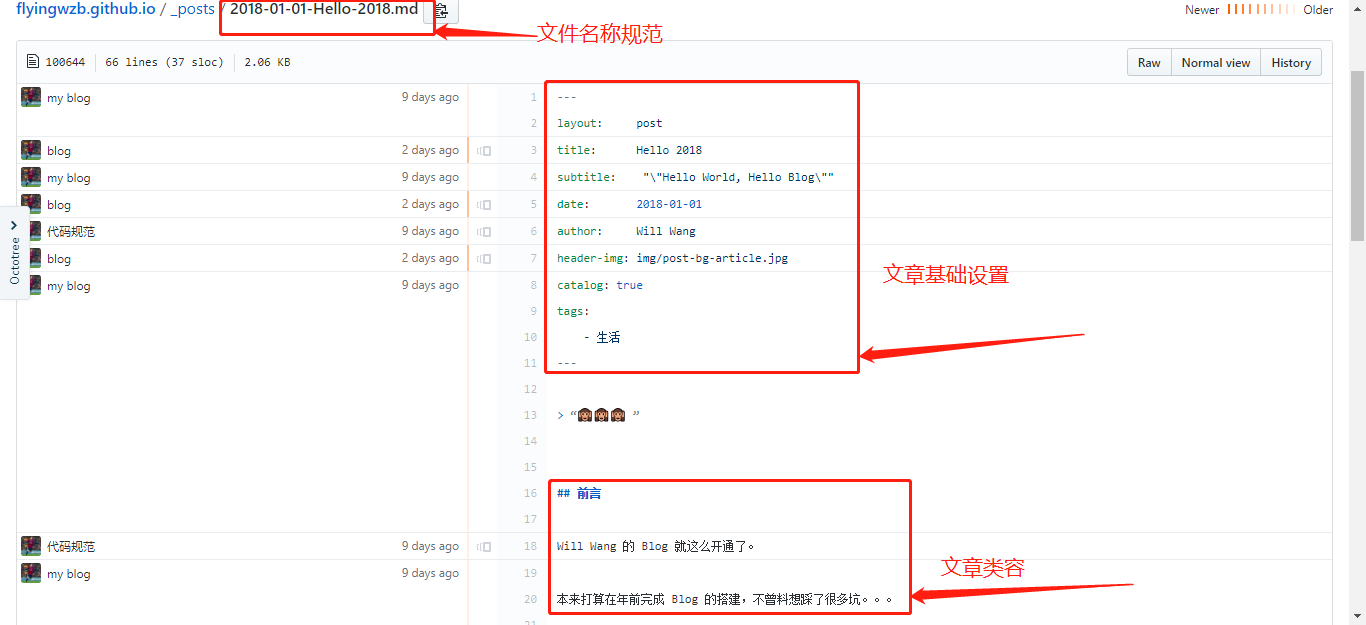 flyingwzb.github.io / _posts / 2018-01-01-Hello-2018.md
Newer Older
文件名称规范
100644 66 lines (37 sloc) 2.06 KB
Raw Normal view History
my blog 9 days ago 1 ---
2 layout: post
blog 2 days ago 3 title: Hello 2018
my blog 9 days ago 4 subtitle: "\"Hello World, Hello Blog\""
blog 2 days ago 5 date: 2018-01-01
代码规范 9 days ago 6 author: Will Wang
blog 2 days ago 7 header-img: img/post-bg-article.jpg
my blog 9 days ago 8 catalog: true
9 tags:
10 - 生活
11 ---
Octotree
文章基础设置
12
13 > “👧🏽👧🏽👧🏽 ”
14
15
16 ## 前言
17
代码规范 9 days ago 18 Will Wang 的 Blog 就这么开通了。
my blog 9 days ago 19
20 本来打算在年前完成 Blog 的搭建，不曾料想踩了很多坑。。。
文章类容
21